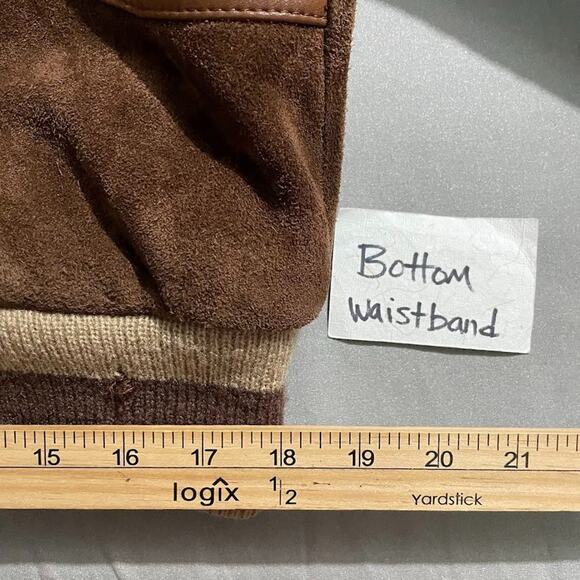 Bottom
Waistband
15 16 17 18 19 20 21
logix 1/2 Yardstick